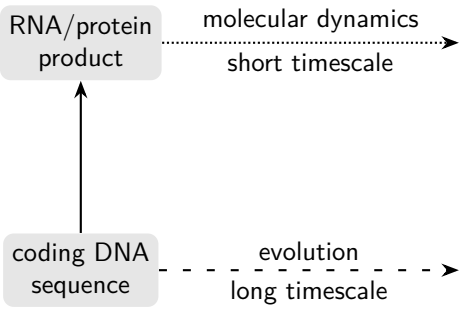 RNA/protein
product
molecular dynamics
short timescale
coding DNA
sequence
evolution
long timescale